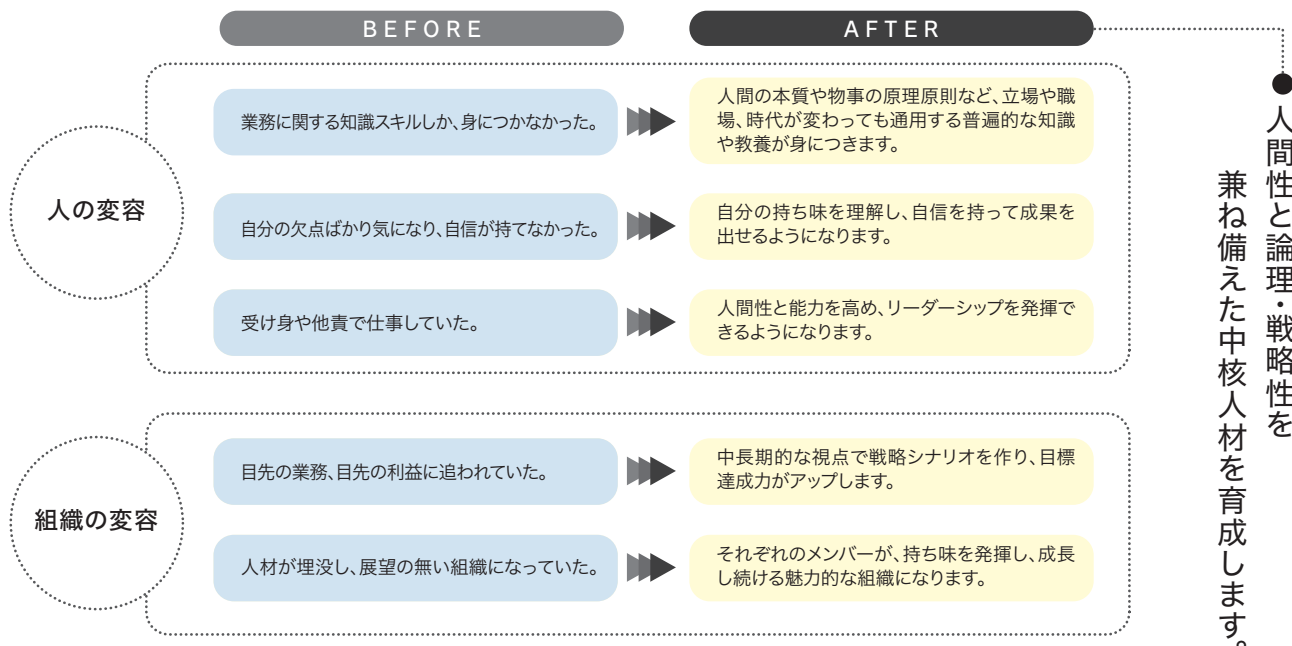 BEFORE
AFTER
人の変容
業務に関する知識スキルしか、身につかなかった。
人間の本質や物事の原理原則など、立場や職
場、時代が変わっても通用する普遍的な知識
や教養が身につきます。
自分の欠点ばかり気になり、自信が持てなかった。
自分の持ち味を理解し、自信を持って成果を
出せるようになります。
受け身や他責で仕事していた。
人間性と能力を高め、リーダーシップを発揮で
きるようになります。
組織の変容
目先の業務、目先の利益に追われていた。
中長期的な視点で戦略シナリオを作り、目標
達成力がアップします。
人材が埋没し、展望の無い組織になっていた。
それぞれのメンバーが、持ち味を発揮し、成長
し続ける魅力的な組織になります。
●人間性と論理・戦略性を
兼ね備えた中核人材を育成します。